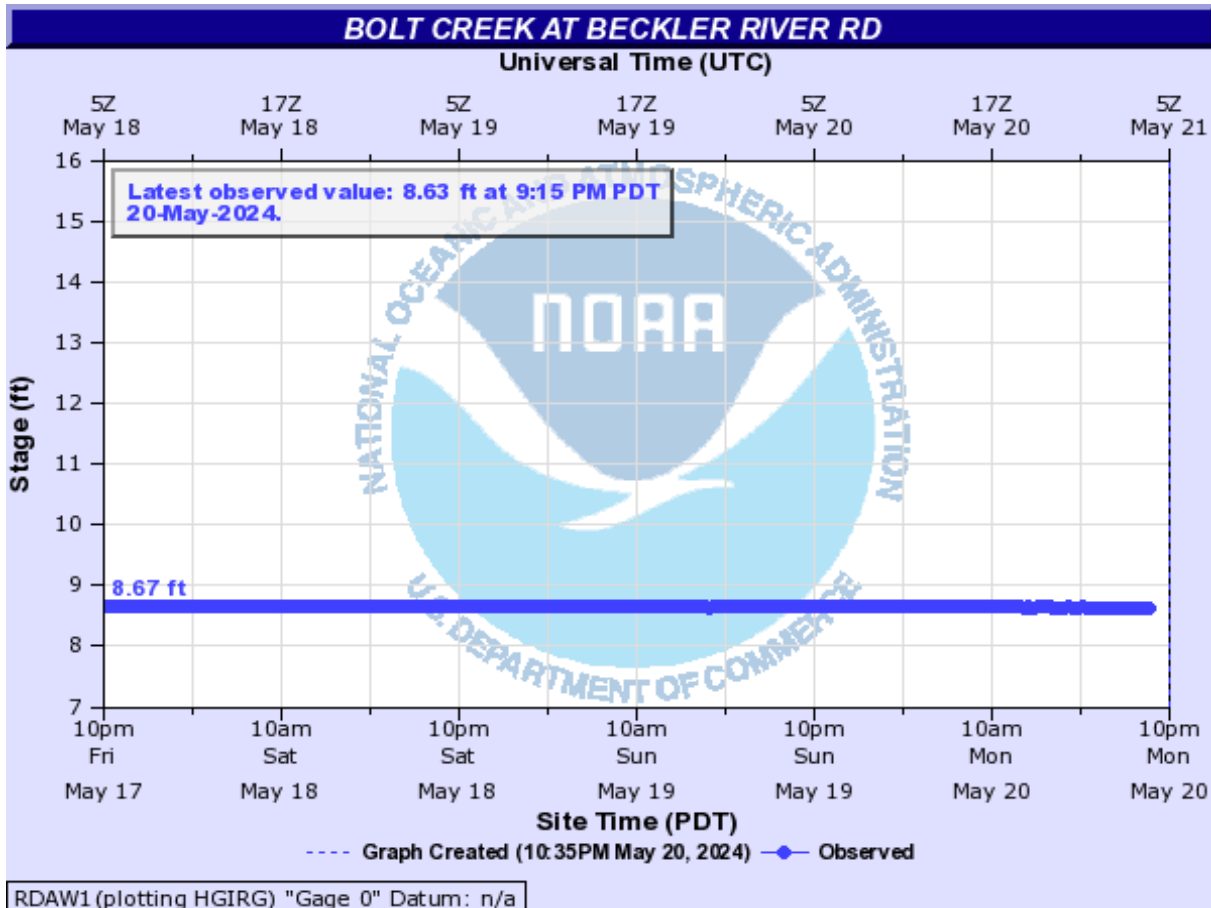 BOLT CREEK AT BECKLER RIVER RD
Universal Time (UTC)
5Z 17Z 5Z 17Z 5Z 17Z 5Z
May 18 May 18 May 19 May 19 May 20 May 20 May 21
Latest observed value: 8.63 ft at 9:15 PM PDT
20-May-2024.
NATIONAL OCEANIC AND ATMOSPHERIC ADMINISTRATION
NOAA
U.S. DEPARTMENT OF COMMERCE
Stage (ft)
16
15
14
13
12
11
10
9
8.67 ft
8
7
10pm 10am 10pm 10am 10pm 10am 10pm
Fri Sat Sat Sun Sun Mon Mon
May 17 May 18 May 18 May 19 May 19 May 20 May 20
Site Time (PDT)
Graph Created (10:35PM May 20, 2024) Observed
RDAW1 (plotting HGIRG) "Gage 0" Datum: n/a